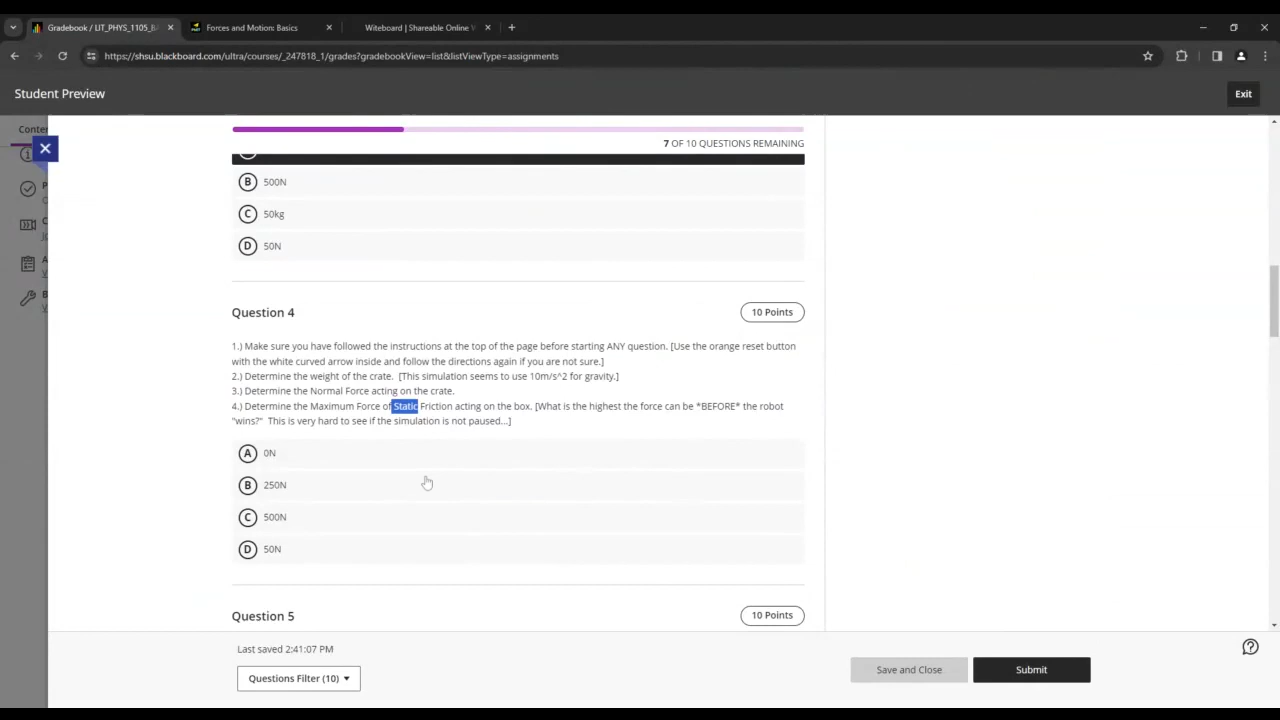 Gradebook / LIT_PHYS_1105_BA
Forces and Motion: Basics
Witeboard | Shareable Online V
https://shsu.blackboard.com/ultra/courses/_247818_1/grades?gradebookView=list&listViewType=assignments
Student Preview
Exit
Conten
7 OF 10 QUESTIONS REMAINING
B 500N
C 50kg
D 50N
Question 4
10 Points
1.) Make sure you have followed the instructions at the top of the page before starting ANY question. [Use the orange reset button
with the white curved arrow inside and follow the directions again if you are not sure.]
2.) Determine the weight of the crate. [This simulation seems to use 10m/s^2 for gravity.]
3.) Determine the Normal Force acting on the crate.
4.) Determine the Maximum Force of Static Friction acting on the box. [What is the highest the force can be *BEFORE* the robot
"wins?" This is very hard to see if the simulation is not paused...]
A 0N
B 250N
C 500N
D 50N
Question 5
10 Points
Last saved 2:41:07 PM
Questions Filter (10)
Save and Close
Submit